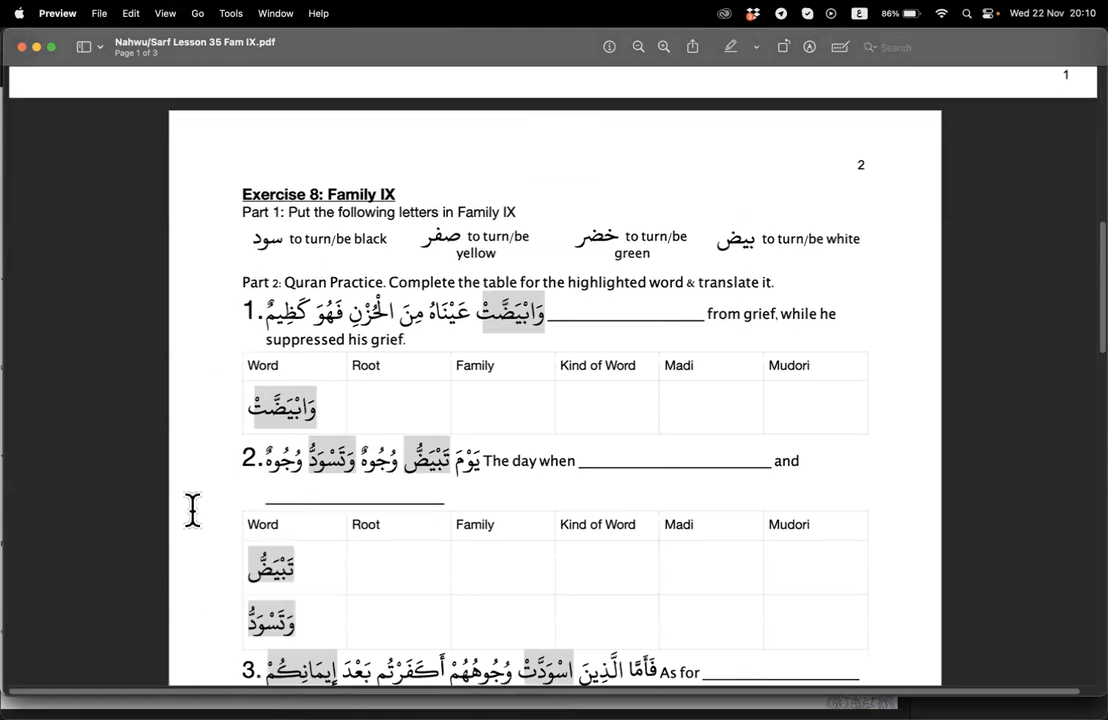 Preview File Edit View Go Tools Window Help 86% Wed 22 Nov 20:10
Nahwu/Sarf Lesson 35 Fam IX.pdf
Page 1 of 3
Search
1
2
Exercise 8: Family IX
Part 1: Put the following letters in Family IX
سود to turn/be black صفر to turn/be yellow خضر to turn/be green بيض to turn/be white
Part 2: Quran Practice. Complete the table for the highlighted word & translate it.
1. وَابْيَضَّتْ عَيْنَاهُ مِنَ الْحُزْنِ فَهُوَ كَظِيمٌ ____________________ from grief, while he
suppressed his grief.
Word Root Family Kind of Word Madi Mudori
وَابْيَضَّتْ
2. يَوْمَ تَبْيَضُّ وُجُوهٌ وَتَسْوَدُّ وُجُوهٌ The day when ________________________ and
______________________
Word Root Family Kind of Word Madi Mudori
تَبْيَضُّ
وَتَسْوَدُّ
3. فَأَمَّا الَّذِينَ اسْوَدَّتْ وُجُوهُهُمْ أَكَفَرْتُم بَعْدَ إِيمَانِكُمْ As for ____________________